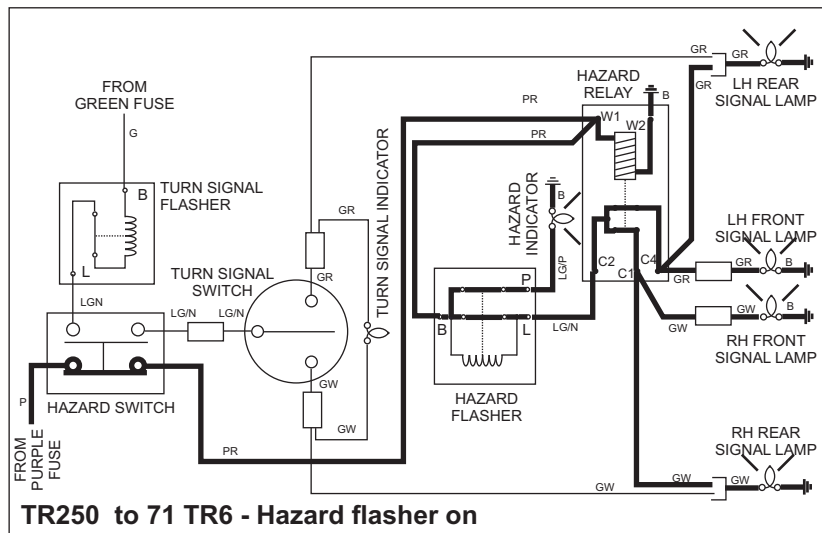 GR
GR
LH REAR
SIGNAL LAMP
GR
FROM
GREEN FUSE
G
HAZARD
RELAY
B
PR
W1
W2
PR
B
TURN SIGNAL
FLASHER
L
TURN SIGNAL INDICATOR
HAZARD
INDICATOR
B
GR
GR
TURN SIGNAL
SWITCH
LH FRONT
SIGNAL LAMP
C2
C1
C4
GR
GR
B
LG/P
P
B
L
LG/N
LGN
LG/N
LG/N
GW
GW
B
RH FRONT
SIGNAL LAMP
HAZARD
FLASHER
GW
GW
HAZARD SWITCH
P
FROM
PURPLE
FUSE
PR
RH REAR
SIGNAL LAMP
GW
GW
GW
TR250 to 71 TR6 - Hazard flasher on